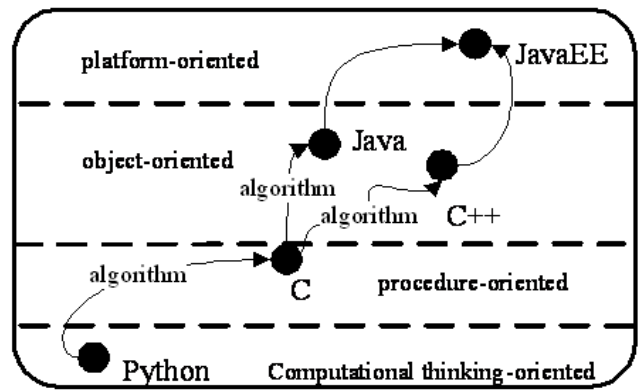 platform-oriented
JavaEE
object-oriented
Java
algorithm
algorithm
C++
algorithm
C
procedure-oriented
Python
Computational thinking-oriented